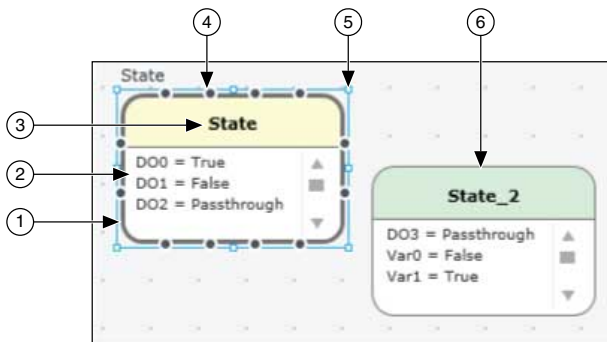 4
5
6
State
3
State
2
DO0 = True
DO1 = False
DO2 = Passthrough
1
State_2
DO3 = Passthrough
Var0 = False
Var1 = True